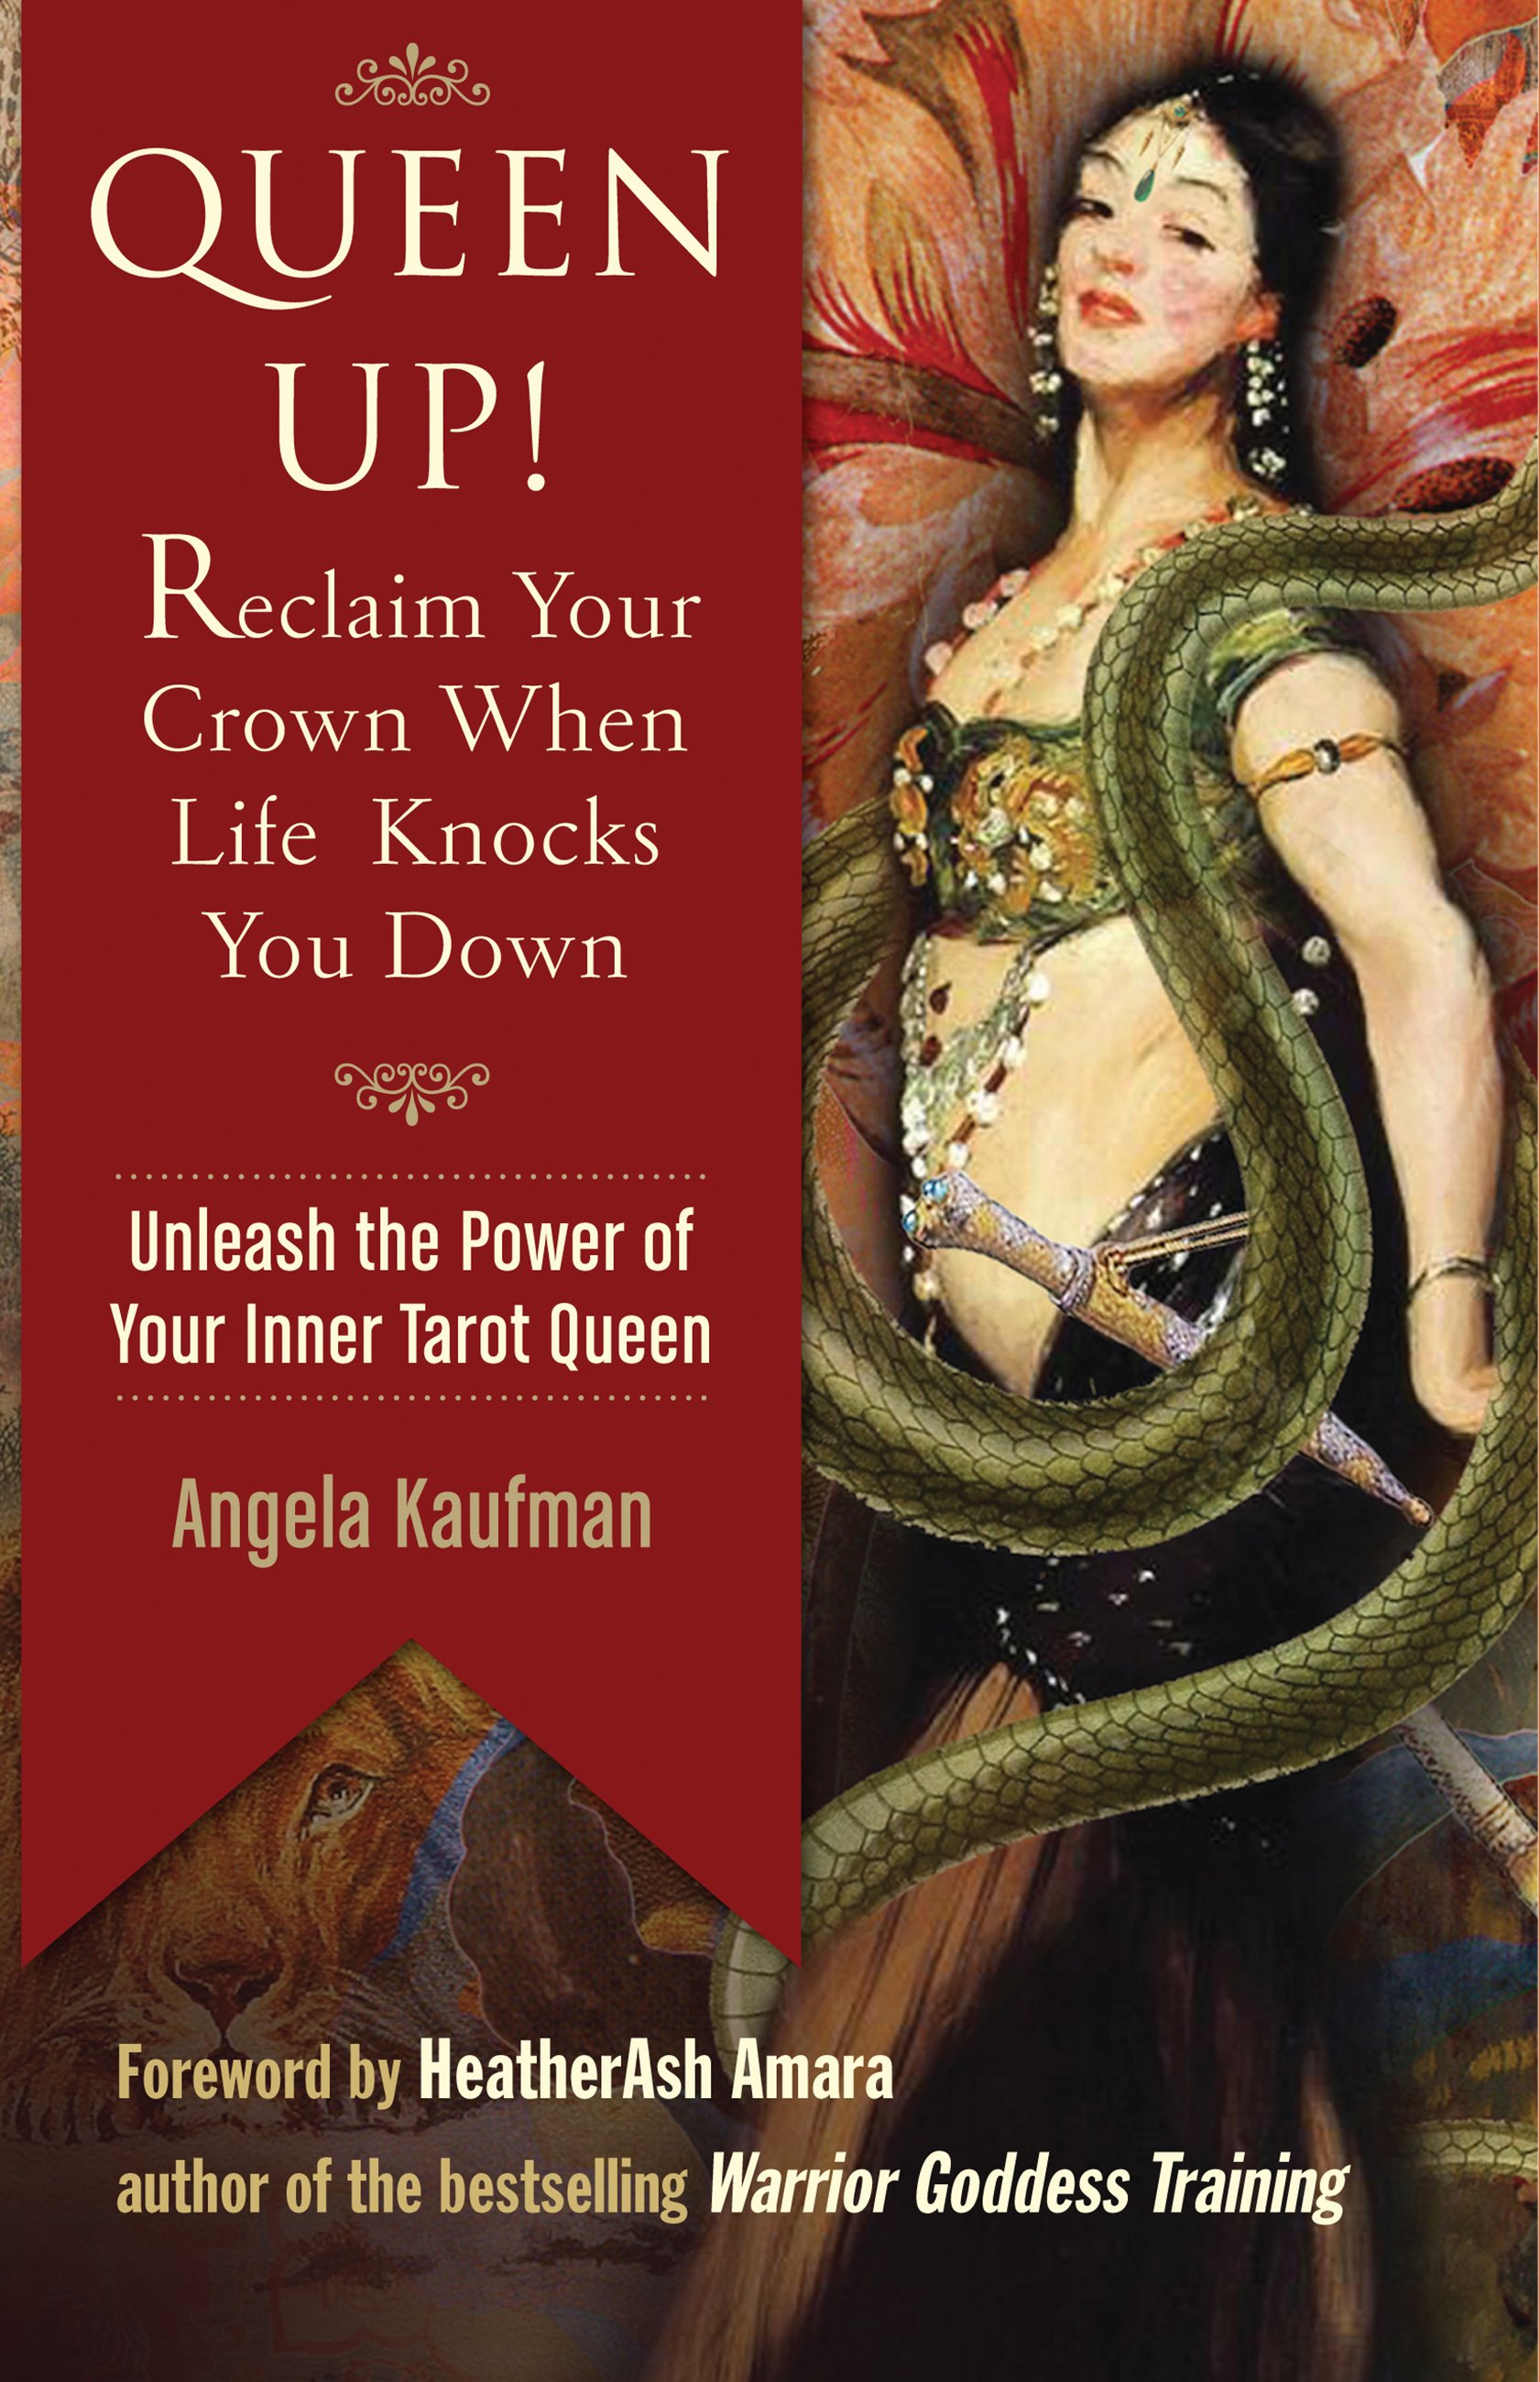 QUEEN
UP!
Reclaim Your
Crown When
Life Knocks
You Down
Unleash the Power of
Your Inner Tarot Queen
Angela Kaufman
Foreword by HeatherAsh Amara
author of the bestselling Warrior Goddess Training